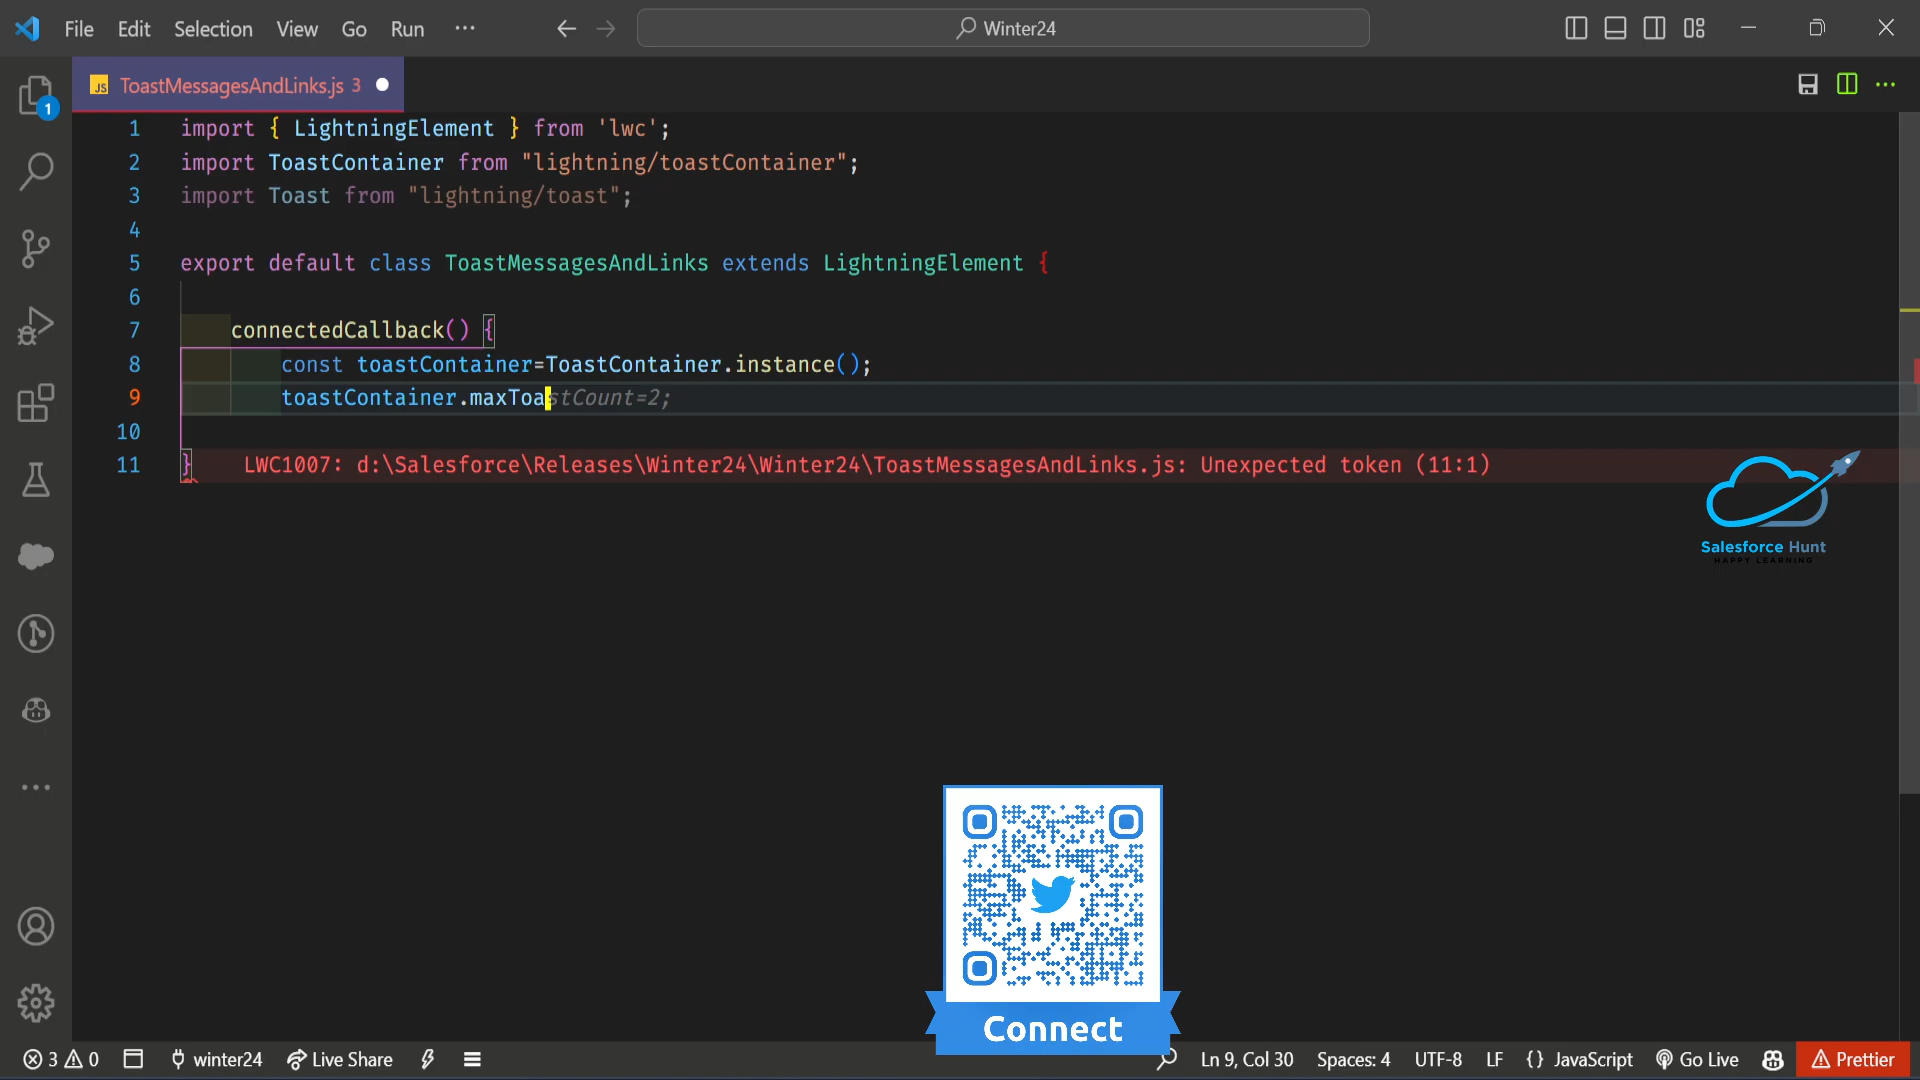 File Edit Selection View Go Run ···
Winter24
1
JS ToastMessagesAndLinks.js 3
1 import { LightningElement } from 'lwc';
2 import ToastContainer from "lightning/toastContainer";
3 import Toast from "lightning/toast";
4
5 export default class ToastMessagesAndLinks extends LightningElement {
6
7 connectedCallback() {
8 const toastContainer=ToastContainer.instance();
9 toastContainer.maxToastCount=2;
10
11 } LWC1007: d:\Salesforce\Releases\Winter24\Winter24\ToastMessagesAndLinks.js: Unexpected token (11:1)
Salesforce Hunt
HAPPY LEARNING
Connect
3 0 winter24 Live Share Ln 9, Col 30 Spaces: 4 UTF-8 LF {} JavaScript Go Live Prettier